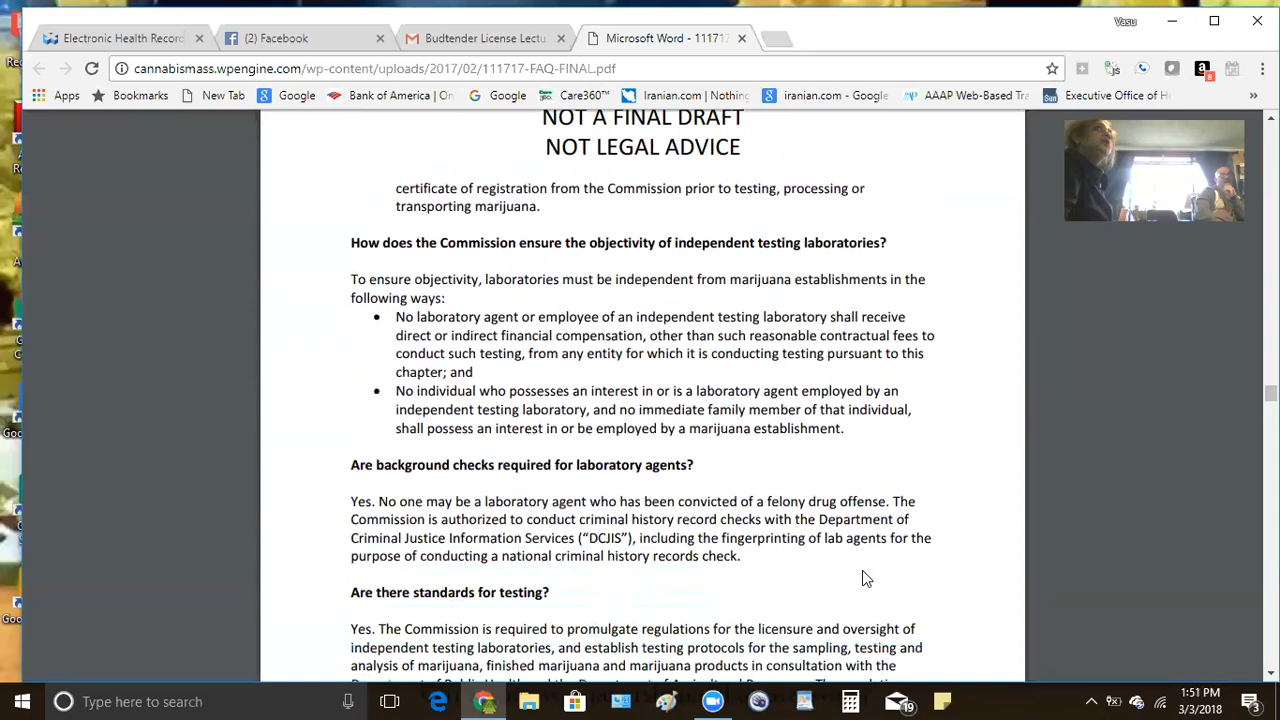 Vasu
Electronic Health Record
(2) Facebook
Budtender License Lectu
Microsoft Word - 11171
cannabismass.wpengine.com/wp-content/uploads/2017/02/111717-FAQ-FINAL.pdf
js
8
Apps Bookmarks New Tab Google Bank of America | On Google Care360™ Iranian.com | Nothing iranian.com - Google AAAP Web-Based Tra Sun Executive Office of He »
NOT A FINAL DRAFT
NOT LEGAL ADVICE
certificate of registration from the Commission prior to testing, processing or
transporting marijuana.
How does the Commission ensure the objectivity of independent testing laboratories?
To ensure objectivity, laboratories must be independent from marijuana establishments in the
following ways:
• No laboratory agent or employee of an independent testing laboratory shall receive
direct or indirect financial compensation, other than such reasonable contractual fees to
conduct such testing, from any entity for which it is conducting testing pursuant to this
chapter; and
• No individual who possesses an interest in or is a laboratory agent employed by an
independent testing laboratory, and no immediate family member of that individual,
shall possess an interest in or be employed by a marijuana establishment.
Are background checks required for laboratory agents?
Yes. No one may be a laboratory agent who has been convicted of a felony drug offense. The
Commission is authorized to conduct criminal history record checks with the Department of
Criminal Justice Information Services (“DCJIS”), including the fingerprinting of lab agents for the
purpose of conducting a national criminal history records check.
Are there standards for testing?
Yes. The Commission is required to promulgate regulations for the licensure and oversight of
independent testing laboratories, and establish testing protocols for the sampling, testing and
analysis of marijuana, finished marijuana and marijuana products in consultation with the
Type here to search
19
1:51 PM
3/3/2018
3